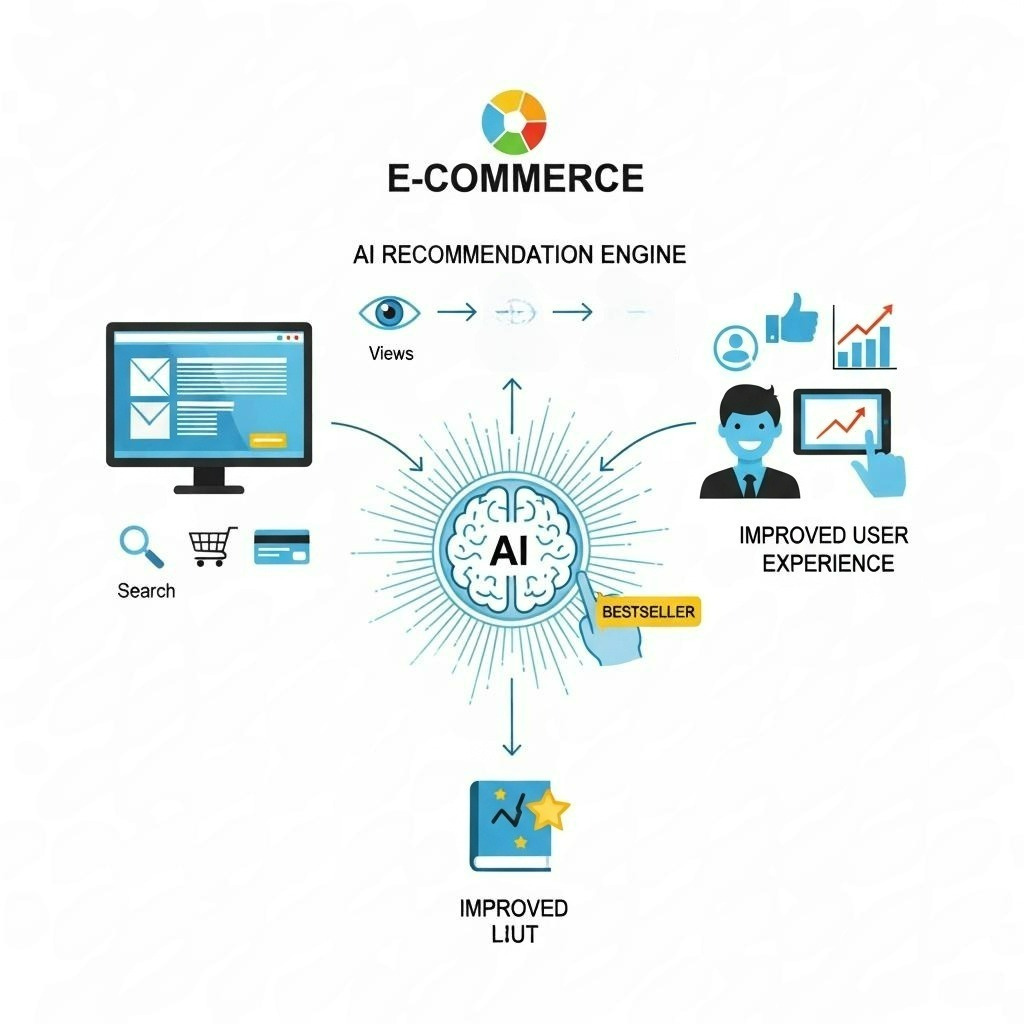 E-COMMERCE
AI RECOMMENDATION ENGINE
Views
Search
AI
BESTSELLER
IMPROVED USER
EXPERIENCE
IMPROVED
LIUT